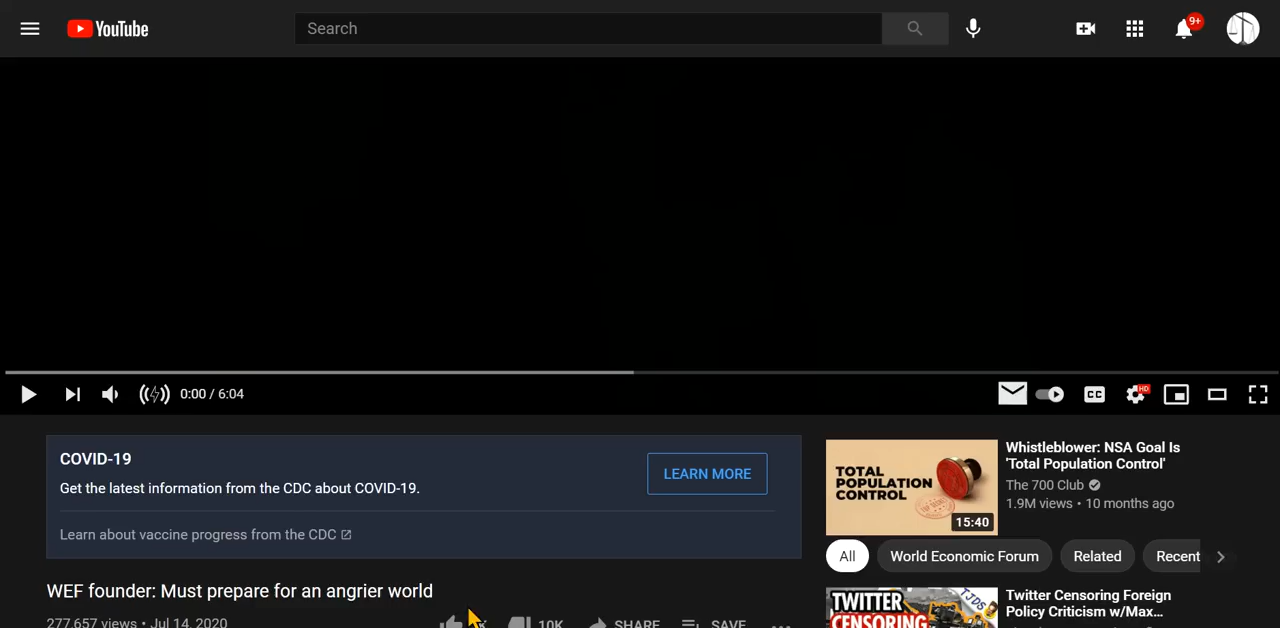 YouTube
Search
9+
0:00 / 6:04
CC
HD
COVID-19
Get the latest information from the CDC about COVID-19.
LEARN MORE
Learn about vaccine progress from the CDC
WEF founder: Must prepare for an angrier world
277,657 views • Jul 14, 2020
10K
SHARE
SAVE
TOTAL
POPULATION
CONTROL
15:40
Whistleblower: NSA Goal Is
'Total Population Control'
The 700 Club
1.9M views • 10 months ago
All
World Economic Forum
Related
Recent
TWITTER
CENSORING
TJDS
Twitter Censoring Foreign
Policy Criticism w/Max...